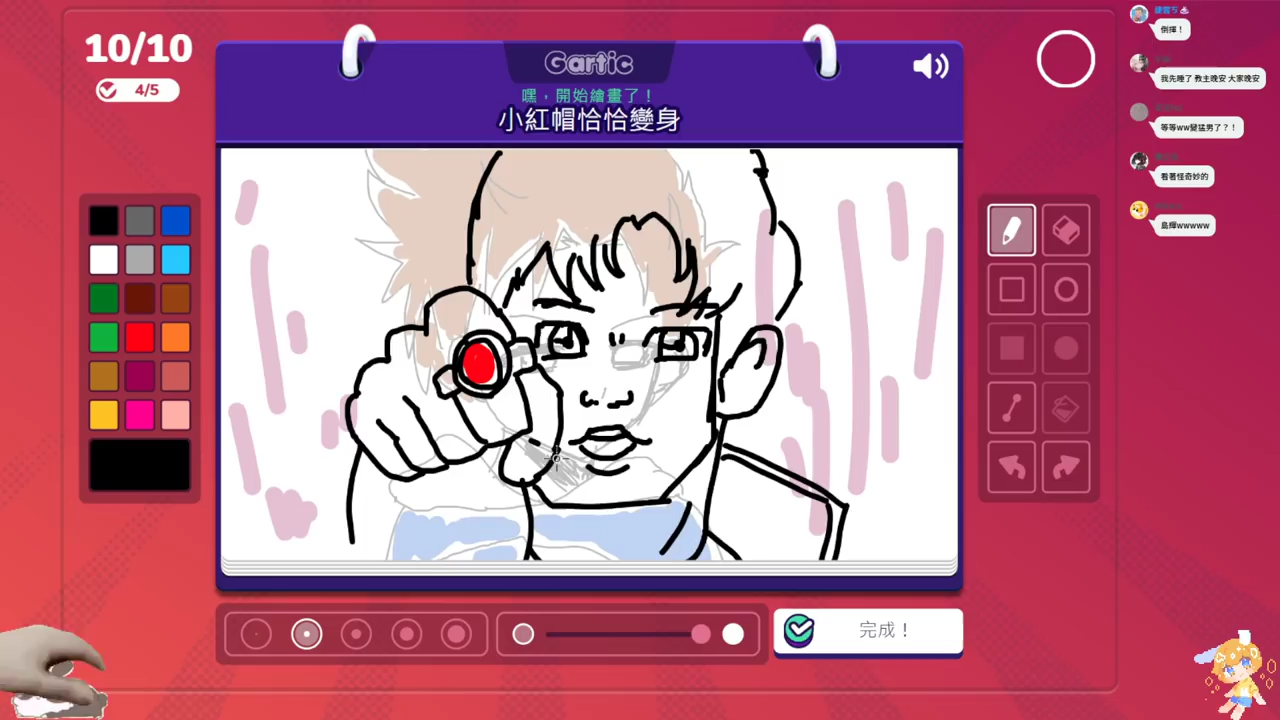 10/10
4/5
Gartic
嘿，開始繪畫了！
小紅帽恰恰變身
完成！
倒揮！
我先睡了 教主晚安 大家晚安
等等ww變猛男了？！
看著怪奇妙的
島揮wwwww